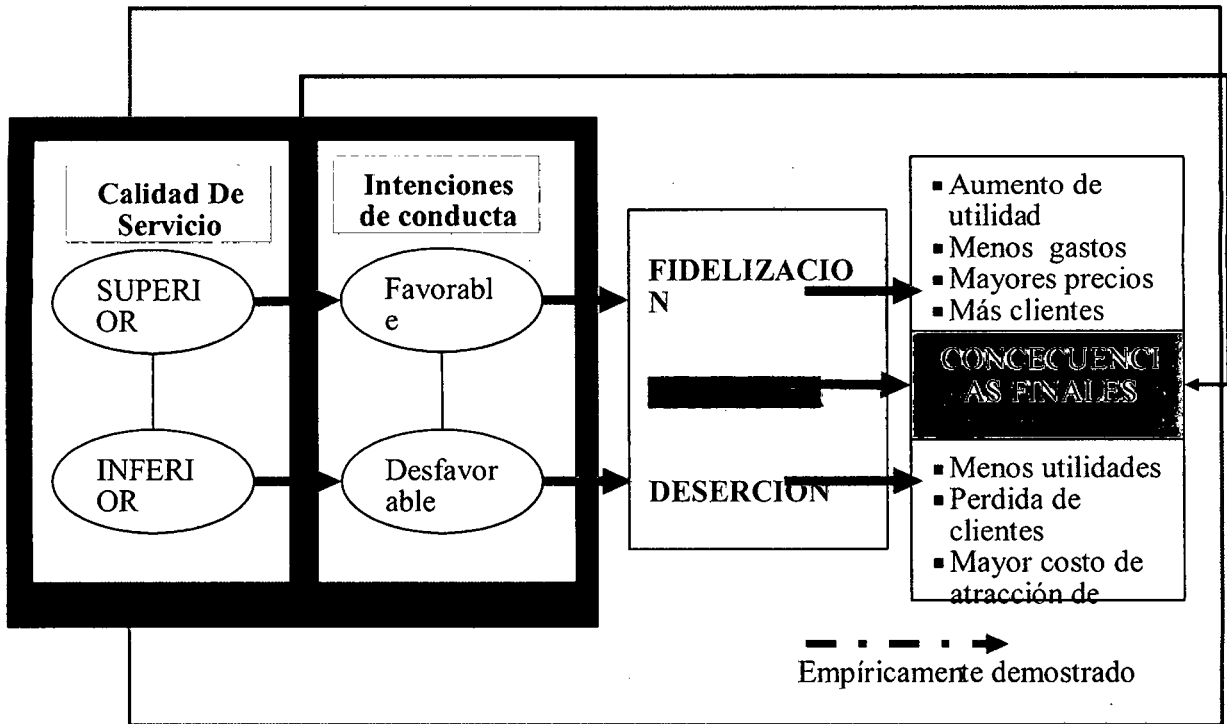 Calidad De
Servicio
SUPERI
OR
INFERI
OR
Intenciones
de conducta
Favorabl
e
Desfavor
able
FIDELIZACIO
N
DESERCION
▪ Aumento de
utilidad
▪ Menos gastos
▪ Mayores precios
▪ Más clientes
CONCECUENCI
AS FINALES
▪ Menos utilidades
▪ Perdida de
clientes
▪ Mayor costo de
atracción de
Empíricamente demostrado